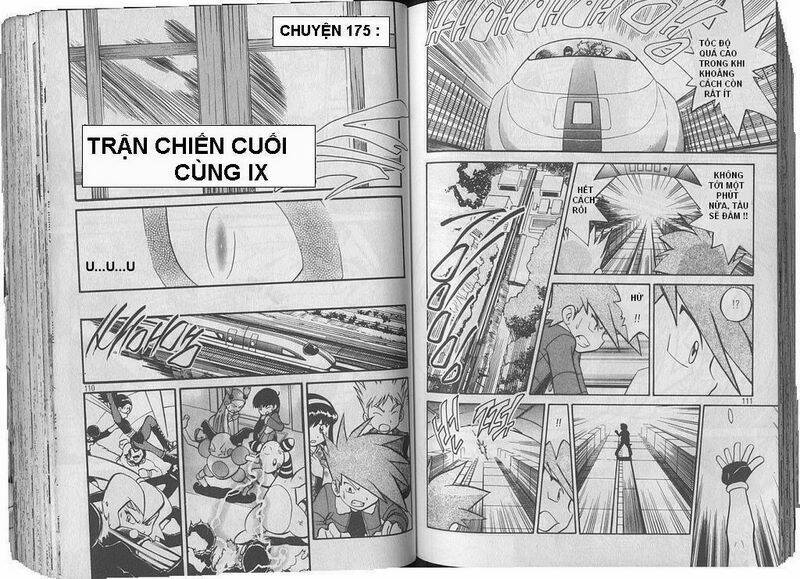 CHUYỆN 175 :
TRẬN CHIẾN CUỐI
CÙNG IX
U...U...U
110
TỐC ĐỘ
QUÁ CAO
TRONG KHI
KHOẢNG
CÁCH CÒN
RẤT ÍT
KHÔNG
TỚI MỘT
PHÚT
NỮA, TÀU
SẼ ĐÂM !!
HẾT
CÁCH
RỒI
!?
HỪ
!!
111
!!